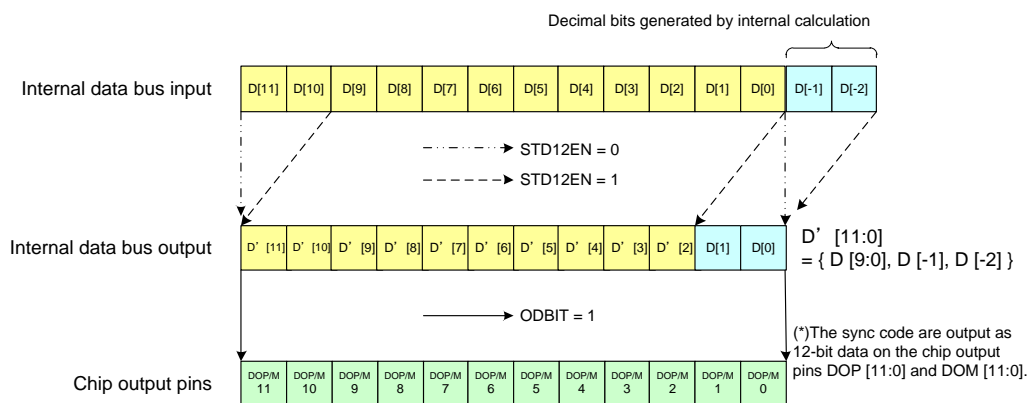 Decimal bits generated by internal calculation
Internal data bus input
D[11] D[10] D[9] D[8] D[7] D[6] D[5] D[4] D[3] D[2] D[1] D[0] D[-1] D[-2]
STD12EN = 0
STD12EN = 1
Internal data bus output
D’ [11] D’ [10] D’ [9] D’ [8] D’ [7] D’ [6] D’ [5] D’ [4] D’ [3] D’ [2] D[1] D[0]
D’ [11:0]
= { D [9:0], D [-1], D [-2] }
ODBIT = 1
(*)The sync code are output as
12-bit data on the chip output
pins DOP [11:0] and DOM [11:0].
Chip output pins
DOP/M DOP/M DOP/M DOP/M DOP/M DOP/M DOP/M DOP/M DOP/M DOP/M DOP/M DOP/M
11 10 9 8 7 6 5 4 3 2 1 0